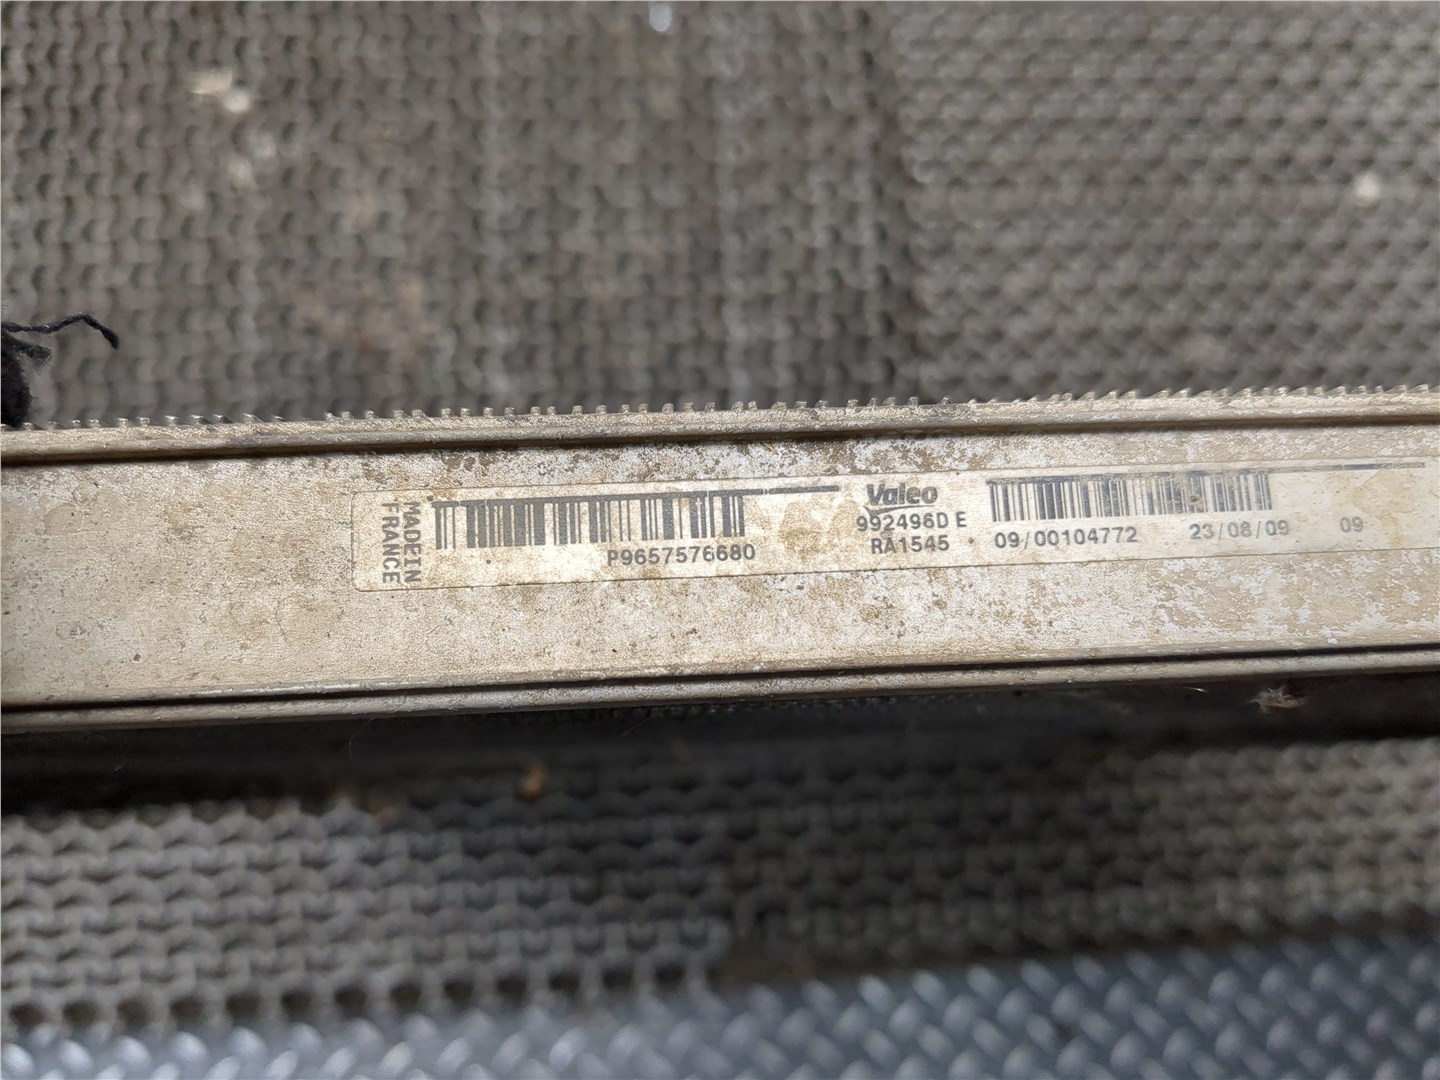 MADE IN
FRANCE
P9657576680
Valeo
992496D E
RA1545
09/00104772
23/08/09
09